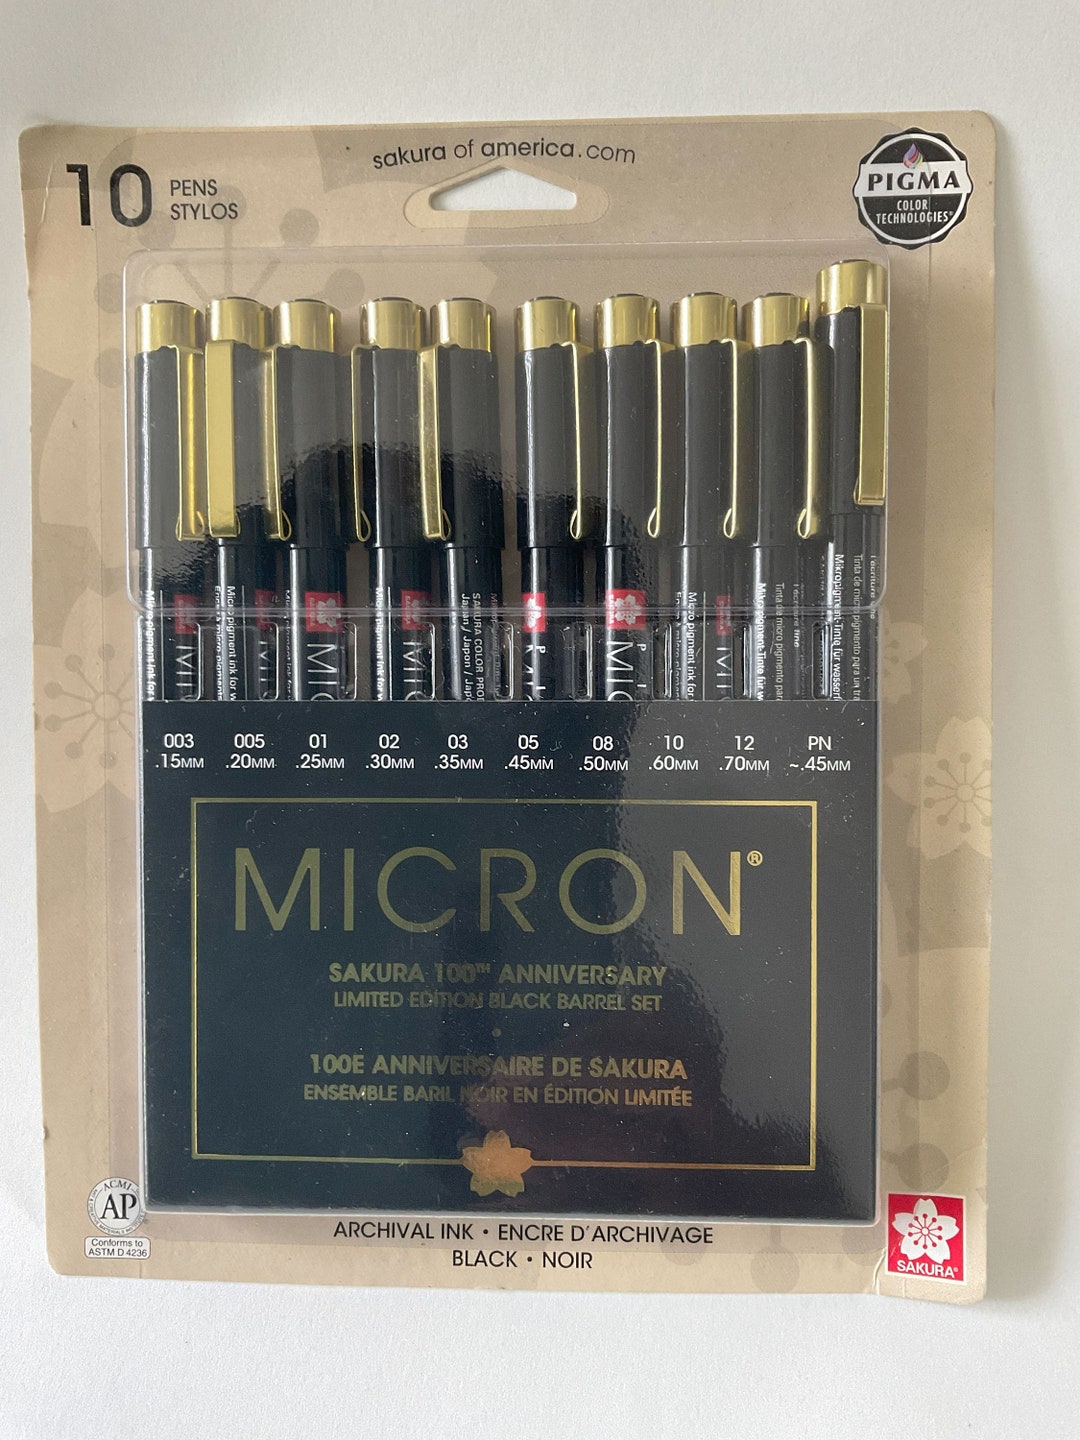 sakura of america.com
10 PENS
STYLOS
PIGMA
COLOR
TECHNOLOGIES
003 005 01 02 03 05 08 10 12 PN
.15MM .20MM .25MM .30MM .35MM .45MM .50MM .60MM .70MM ~.45MM
MICRON®
SAKURA 100TH ANNIVERSARY
LIMITED EDITION BLACK BARREL SET
100E ANNIVERSAIRE DE SAKURA
ENSEMBLE BARIL NOIR EN ÉDITION LIMITÉE
ACMI
AP
Conforms to
ASTM D 4236
ARCHIVAL INK • ENCRE D'ARCHIVAGE
BLACK • NOIR
SAKURA®